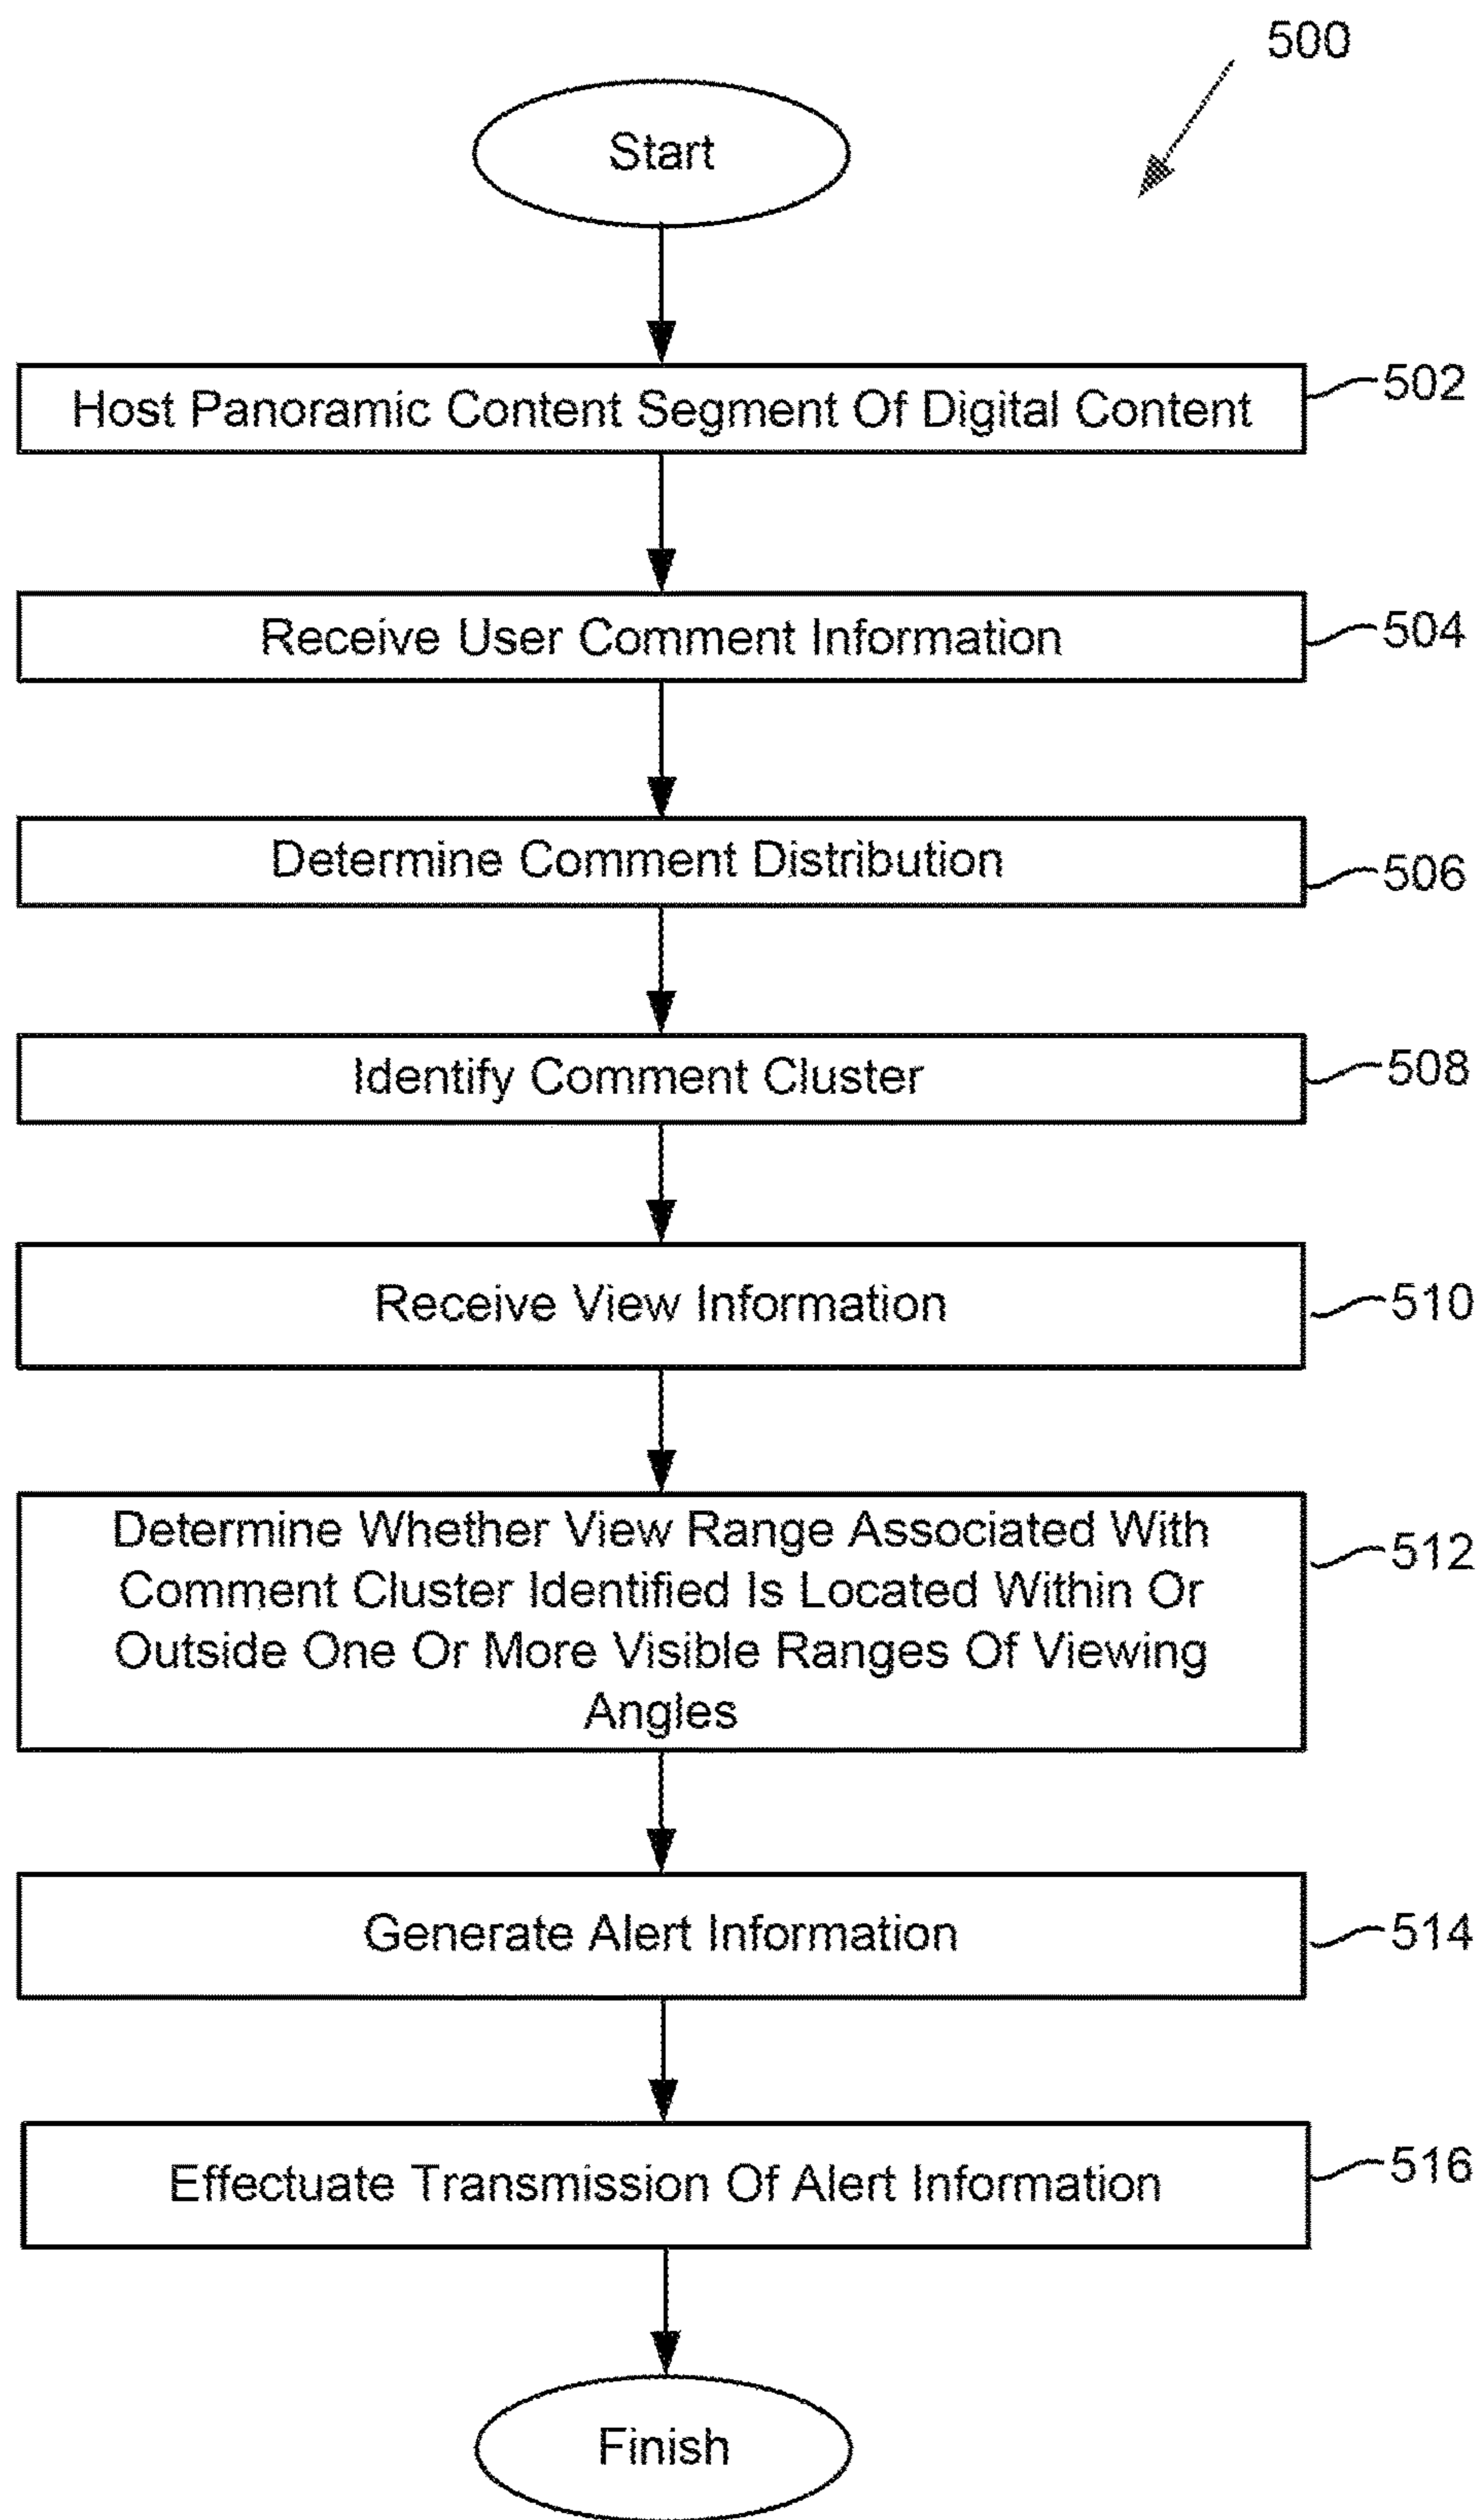 500
Start
Host Panoramic Content Segment Of Digital Content
502
Receive User Comment Information
504
Determine Comment Distribution
506
Identify Comment Cluster
508
Receive View Information
510
Determine Whether View Range Associated With
Comment Cluster Identified Is Located Within Or
Outside One Or More Visible Ranges Of Viewing
Angles
512
Generate Alert Information
514
Effectuate Transmission Of Alert Information
516
Finish